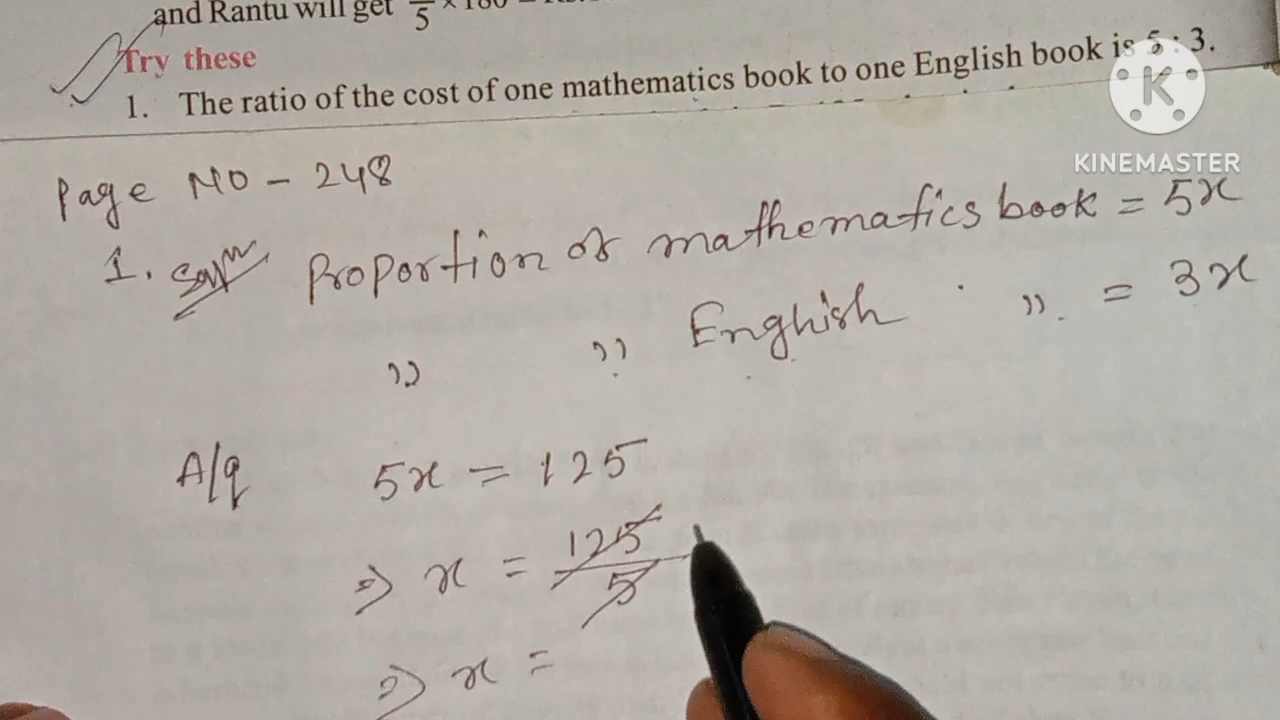 and Rantu will get
5
Try these
1. The ratio of the cost of one mathematics book to one English book is 5 : 3.
KINEMASTER
Page NO - 248
1. Proportion of mathematics book = 5x
,, ,, Enghish ,, = 3x
A/q 5x = 125
⇒ x = 125/5
⇒ x =